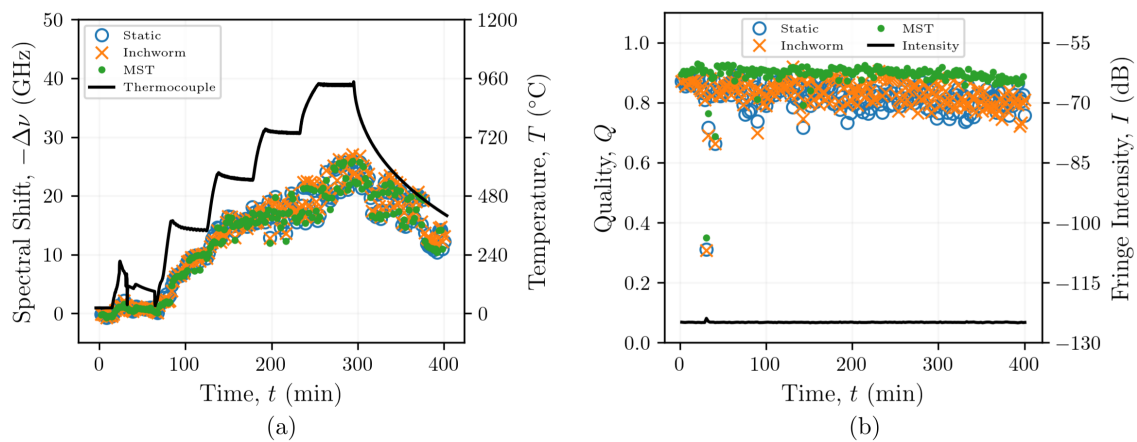 Static
Inchworm
MST
Thermocouple
50
40
30
20
10
0
Spectral Shift, −Δν (GHz)
1200
960
720
480
240
0
Temperature, T (°C)
0
100
200
300
400
Time, t (min)
(a)
Static
Inchworm
MST
Intensity
1.0
0.8
0.6
0.4
0.2
0.0
Quality, Q
−55
−70
−85
−100
−115
−130
Fringe Intensity, I (dB)
0
100
200
300
400
Time, t (min)
(b)